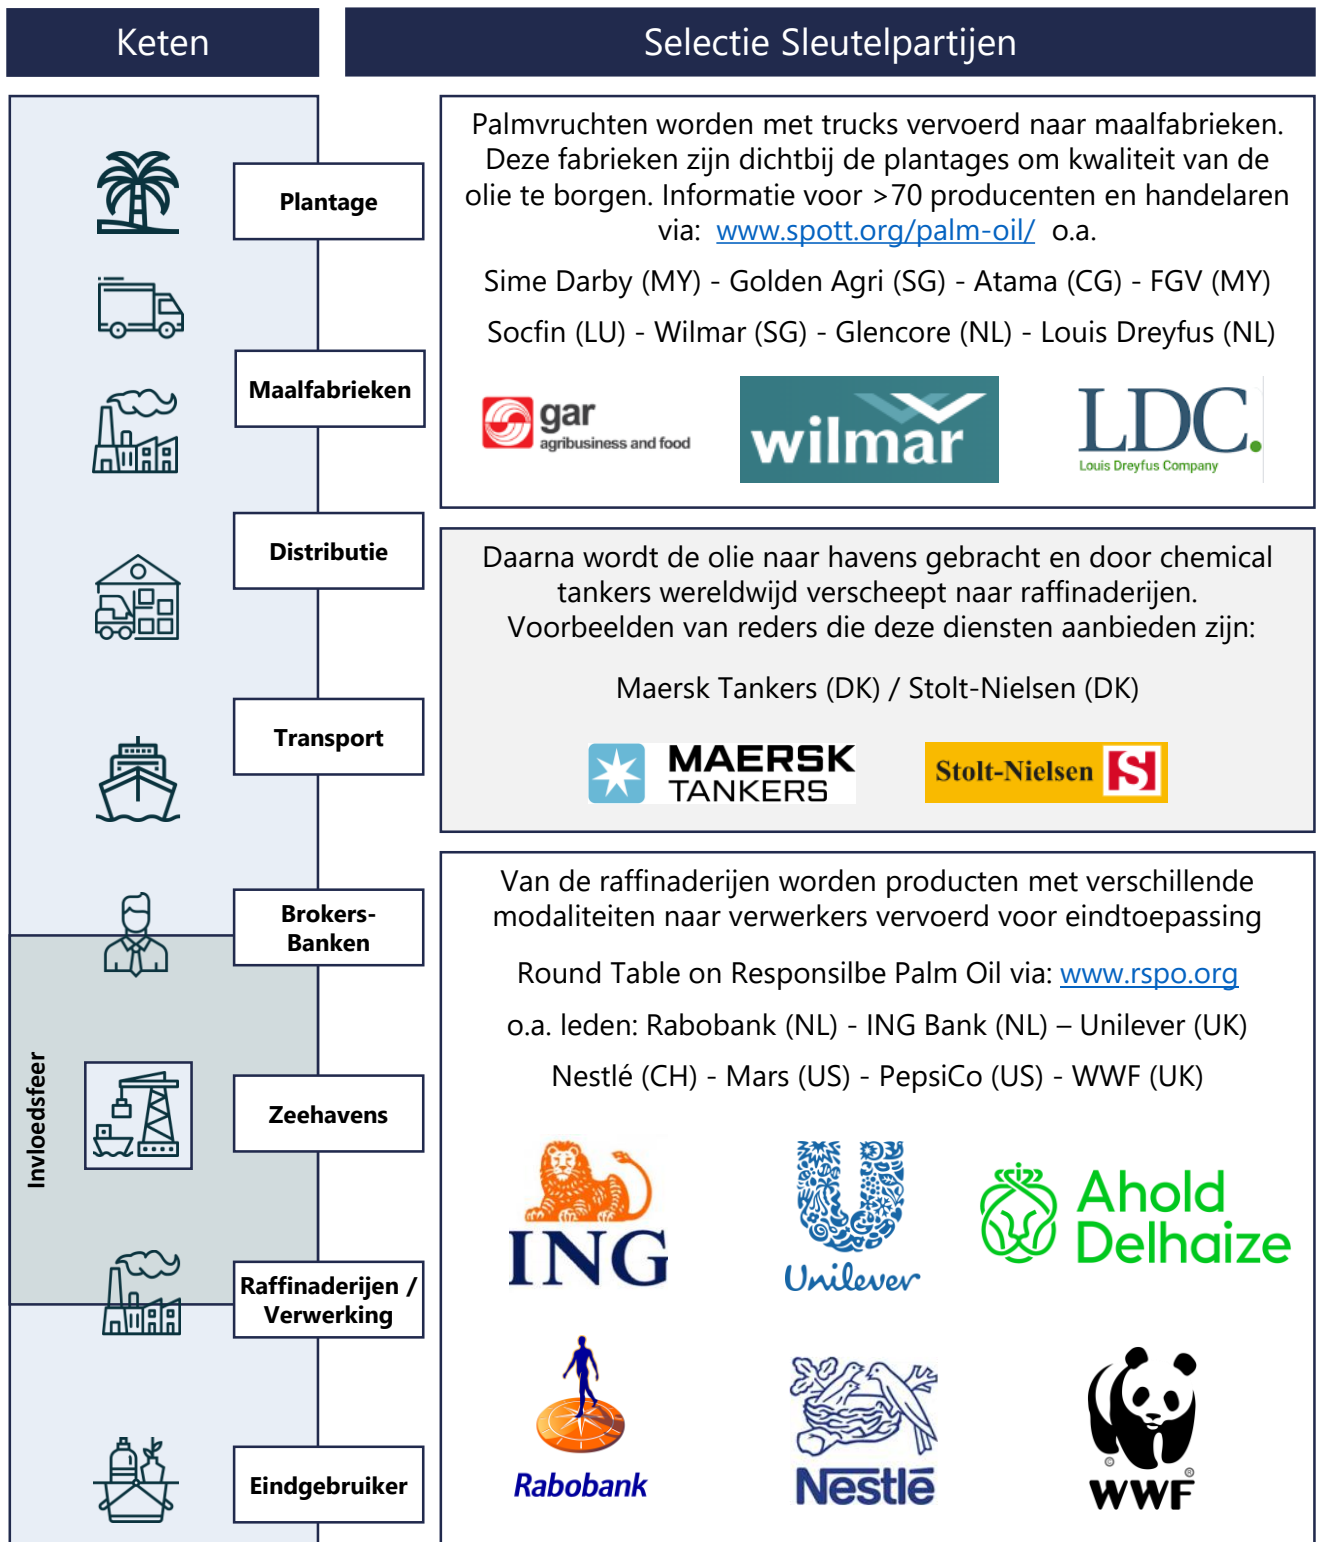 Keten
Selectie Sleutelpartijen
Plantage
Maalfabrieken
Distributie
Transport
Brokers-
Banken
Invloedsfeer
Zeehavens
Raffinaderijen /
Verwerking
Eindgebruiker
Palmvruchten worden met trucks vervoerd naar maalfabrieken.
Deze fabrieken zijn dichtbij de plantages om kwaliteit van de
olie te borgen. Informatie voor >70 producenten en handelaren
via: www.spott.org/palm-oil/ o.a.
Sime Darby (MY) - Golden Agri (SG) - Atama (CG) - FGV (MY)
Socfin (LU) - Wilmar (SG) - Glencore (NL) - Louis Dreyfus (NL)
gar
agribusiness and food
wilmar
LDC.
Louis Dreyfus Company
Daarna wordt de olie naar havens gebracht en door chemical
tankers wereldwijd verscheept naar raffinaderijen.
Voorbeelden van reders die deze diensten aanbieden zijn:
Maersk Tankers (DK) / Stolt-Nielsen (DK)
MAERSK
TANKERS
Stolt-Nielsen S
Van de raffinaderijen worden producten met verschillende
modaliteiten naar verwerkers vervoerd voor eindtoepassing
Round Table on Responsilbe Palm Oil via: www.rspo.org
o.a. leden: Rabobank (NL) - ING Bank (NL) – Unilever (UK)
Nestlé (CH) - Mars (US) - PepsiCo (US) - WWF (UK)
ING
Unilever
Ahold
Delhaize
Rabobank
Nestlé
© ®
WWF